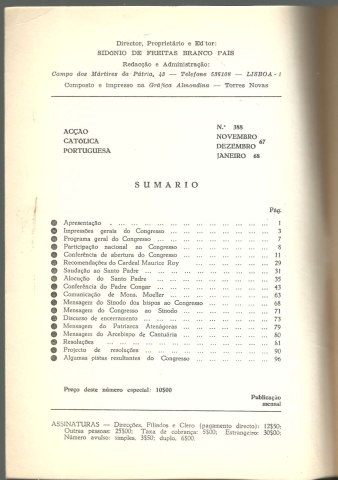 Director, Proprietário e Editor:
SIDONIO DE FREITAS BRANCO PAIS
Redacção e Administração:
Campo dos Mártires da Pátria, 43 — Telefone 538108 — LISBOA - 1
Composto e impresso na Gráfica Almondina — Torres Novas
ACÇÃO
CATÓLICA
PORTUGUESA
N.º 388
NOVEMBRO
DEZEMBRO 67
JANEIRO 68
SUMARIO
Pág.
Apresentação ... 1
Impressões gerais do Congresso ... 3
Programa geral do Congresso ... 7
Participação nacional ao Congresso ... 8
Conferência de abertura do Congresso ... 11
Recomendações do Cardeal Maurice Roy ... 29
Saudação ao Santo Padre ... 31
Alocução do Santo Padre ... 35
Conferência do Padre Congar ... 43
Comunicação de Mons. Moeller ... 63
Mensagem do Sínodo dos bispos ao Congresso ... 68
Mensagem do Congresso ao Sínodo ... 71
Discurso de encerramento ... 73
Mensagem do Patriarca Atenágoras ... 79
Mensagem do Arcebispo de Cantuária ... 80
Resoluções ... 81
Projecto de resoluções ... 90
Algumas pistas resultantes do Congresso ... 96
Preço deste número especial: 10$00
Publicação
mensal
ASSINATURAS — Direcções, Filiados e Clero (pagamento directo): 12$50;
Outras pessoas: 25$00; Taxa de cobrança: 5$00; Estrangeiro: 30$00;
Número avulso: simples, 3$50; duplo, 6$00.